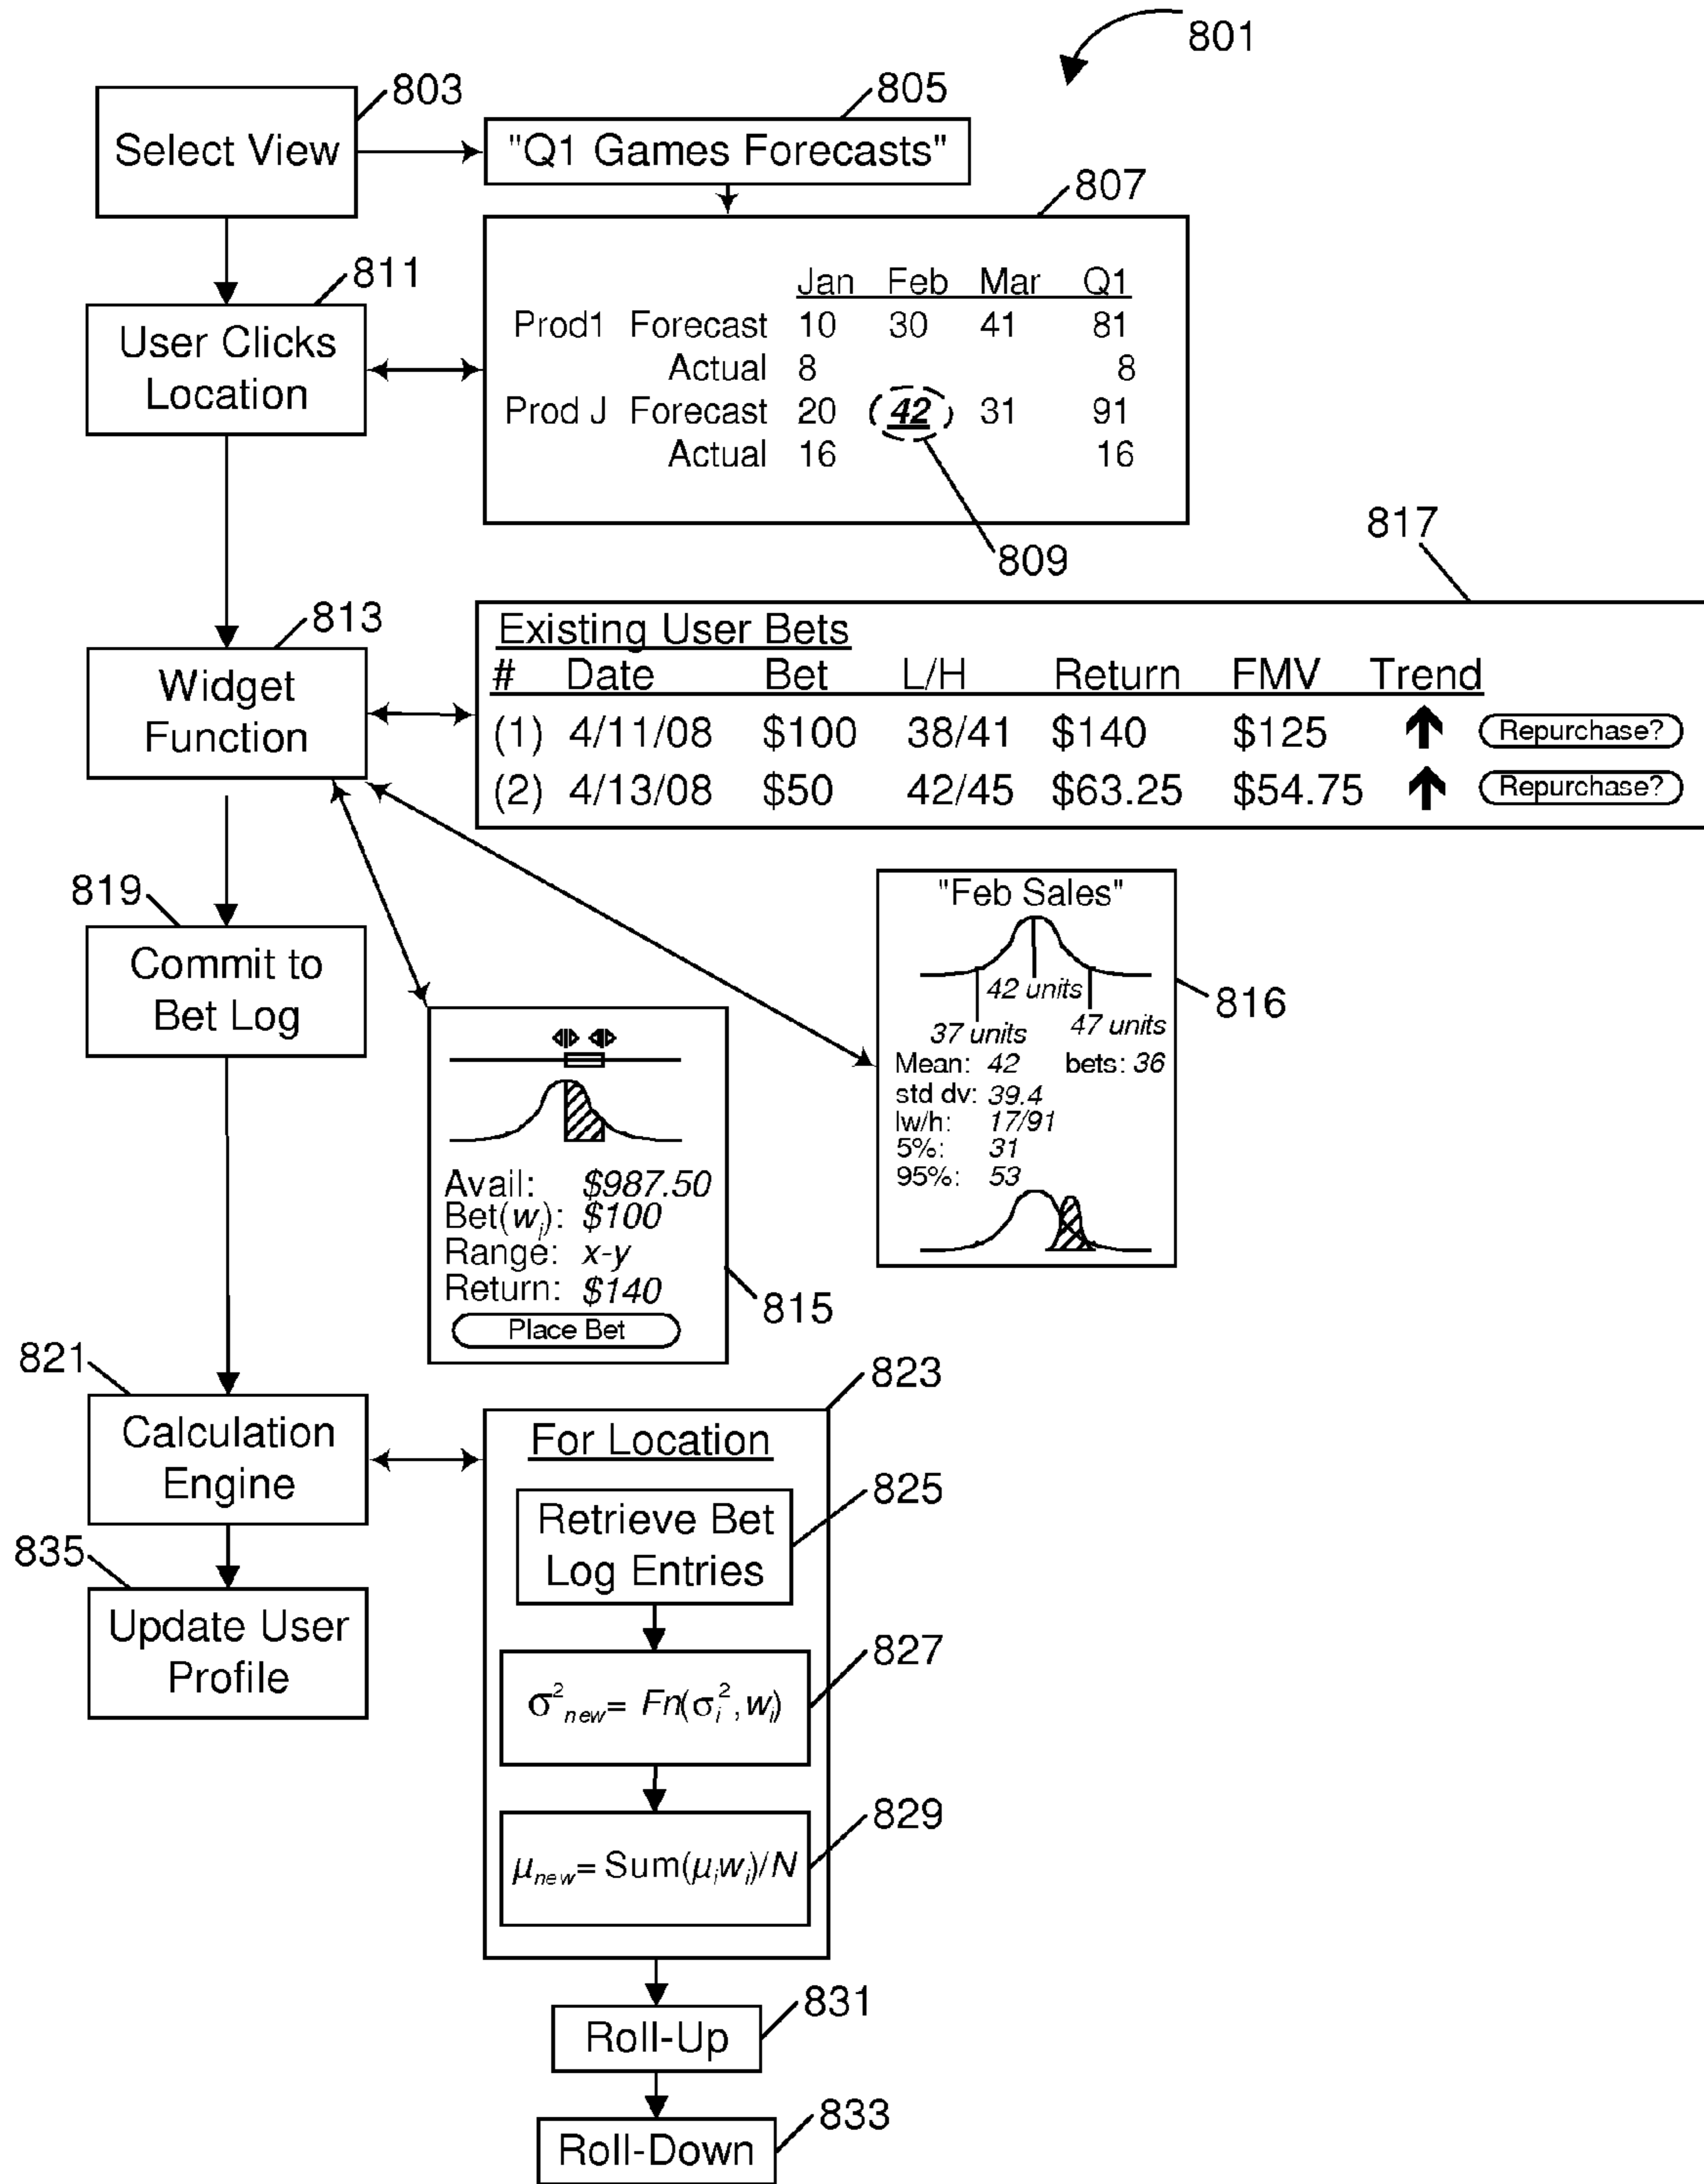 801
803
Select View
805
"Q1 Games Forecasts"
807
Jan Feb Mar Q1
Prod1 Forecast 10 30 41 81
Actual 8 8
Prod J Forecast 20 42 31 91
Actual 16 16
809
811
User Clicks
Location
813
Widget
Function
817
Existing User Bets
# Date Bet L/H Return FMV Trend
(1) 4/11/08 $100 38/41 $140 $125 Repurchase?
(2) 4/13/08 $50 42/45 $63.25 $54.75 Repurchase?
819
Commit to
Bet Log
815
Avail: $987.50
Bet(wi): $100
Range: x-y
Return: $140
Place Bet
816
"Feb Sales"
42 units
37 units 47 units
Mean: 42 bets: 36
std dv: 39.4
lw/h: 17/91
5%: 31
95%: 53
821
Calculation
Engine
823
For Location
825
Retrieve Bet
Log Entries
827
σ²new= Fn(σi²,wi)
829
μnew= Sum(μiwi)/N
835
Update User
Profile
831
Roll-Up
833
Roll-Down